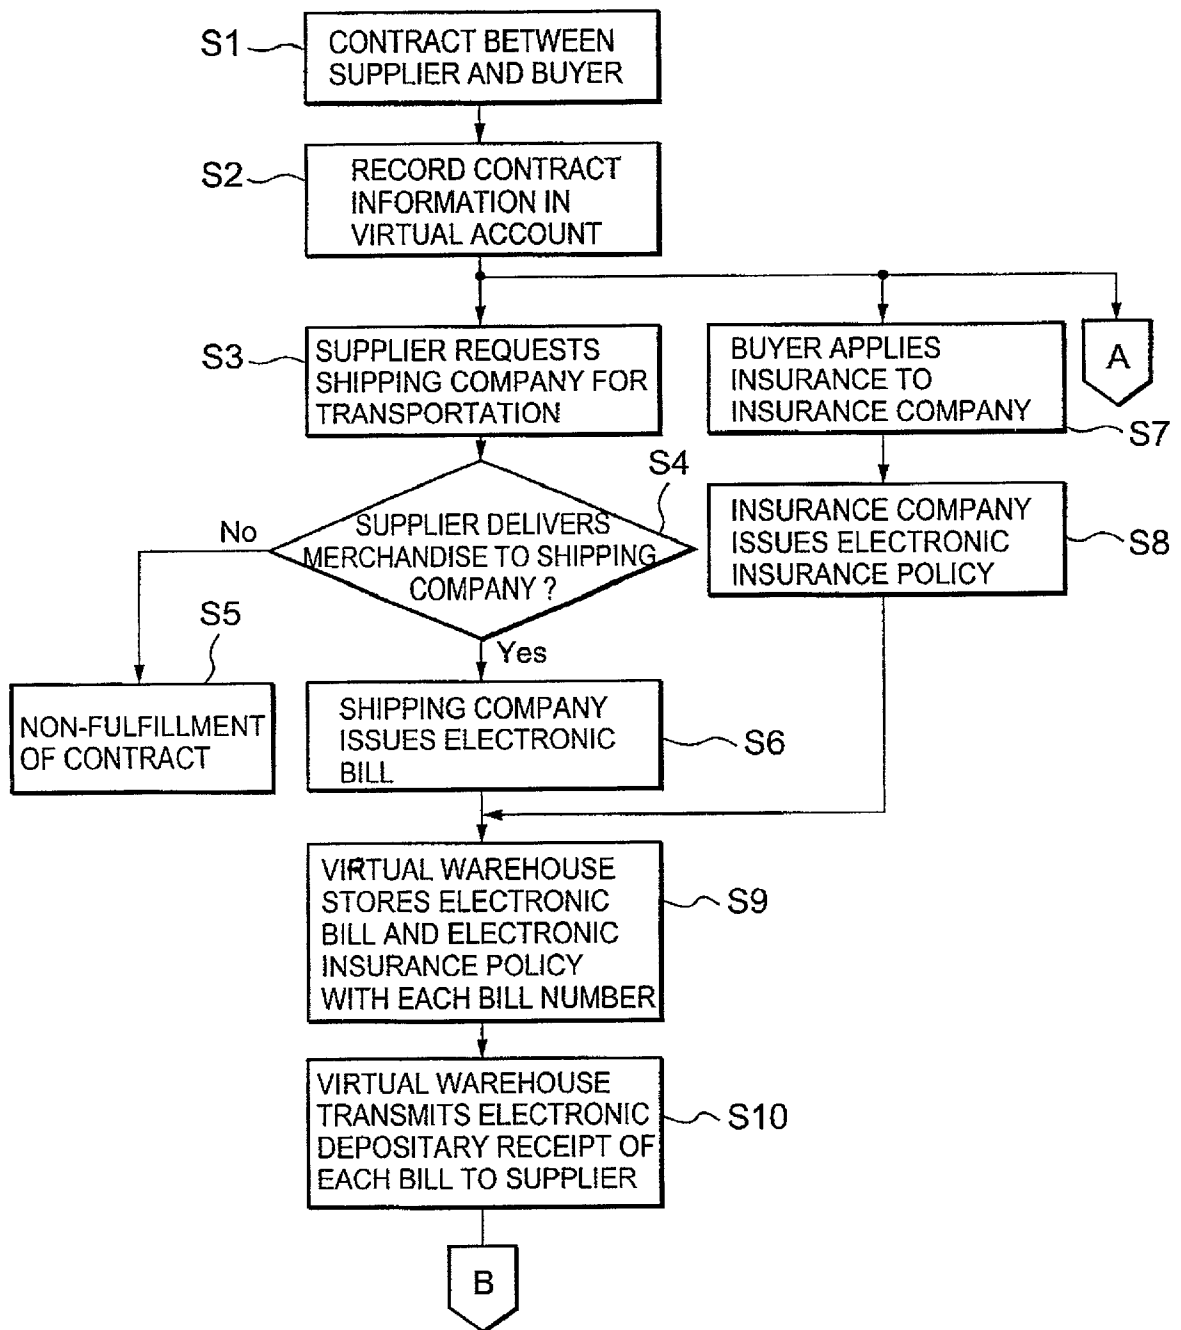 S1
CONTRACT BETWEEN
SUPPLIER AND BUYER
S2
RECORD CONTRACT
INFORMATION IN
VIRTUAL ACCOUNT
S3
SUPPLIER REQUESTS
SHIPPING COMPANY FOR
TRANSPORTATION
BUYER APPLIES
INSURANCE TO
INSURANCE COMPANY
S7
A
S4
SUPPLIER DELIVERS
MERCHANDISE TO SHIPPING
COMPANY ?
No
Yes
INSURANCE COMPANY
ISSUES ELECTRONIC
INSURANCE POLICY
S8
S5
NON-FULFILLMENT
OF CONTRACT
SHIPPING COMPANY
ISSUES ELECTRONIC
BILL
S6
VIRTUAL WAREHOUSE
STORES ELECTRONIC
BILL AND ELECTRONIC
INSURANCE POLICY
WITH EACH BILL NUMBER
S9
VIRTUAL WAREHOUSE
TRANSMITS ELECTRONIC
DEPOSITARY RECEIPT OF
EACH BILL TO SUPPLIER
S10
B